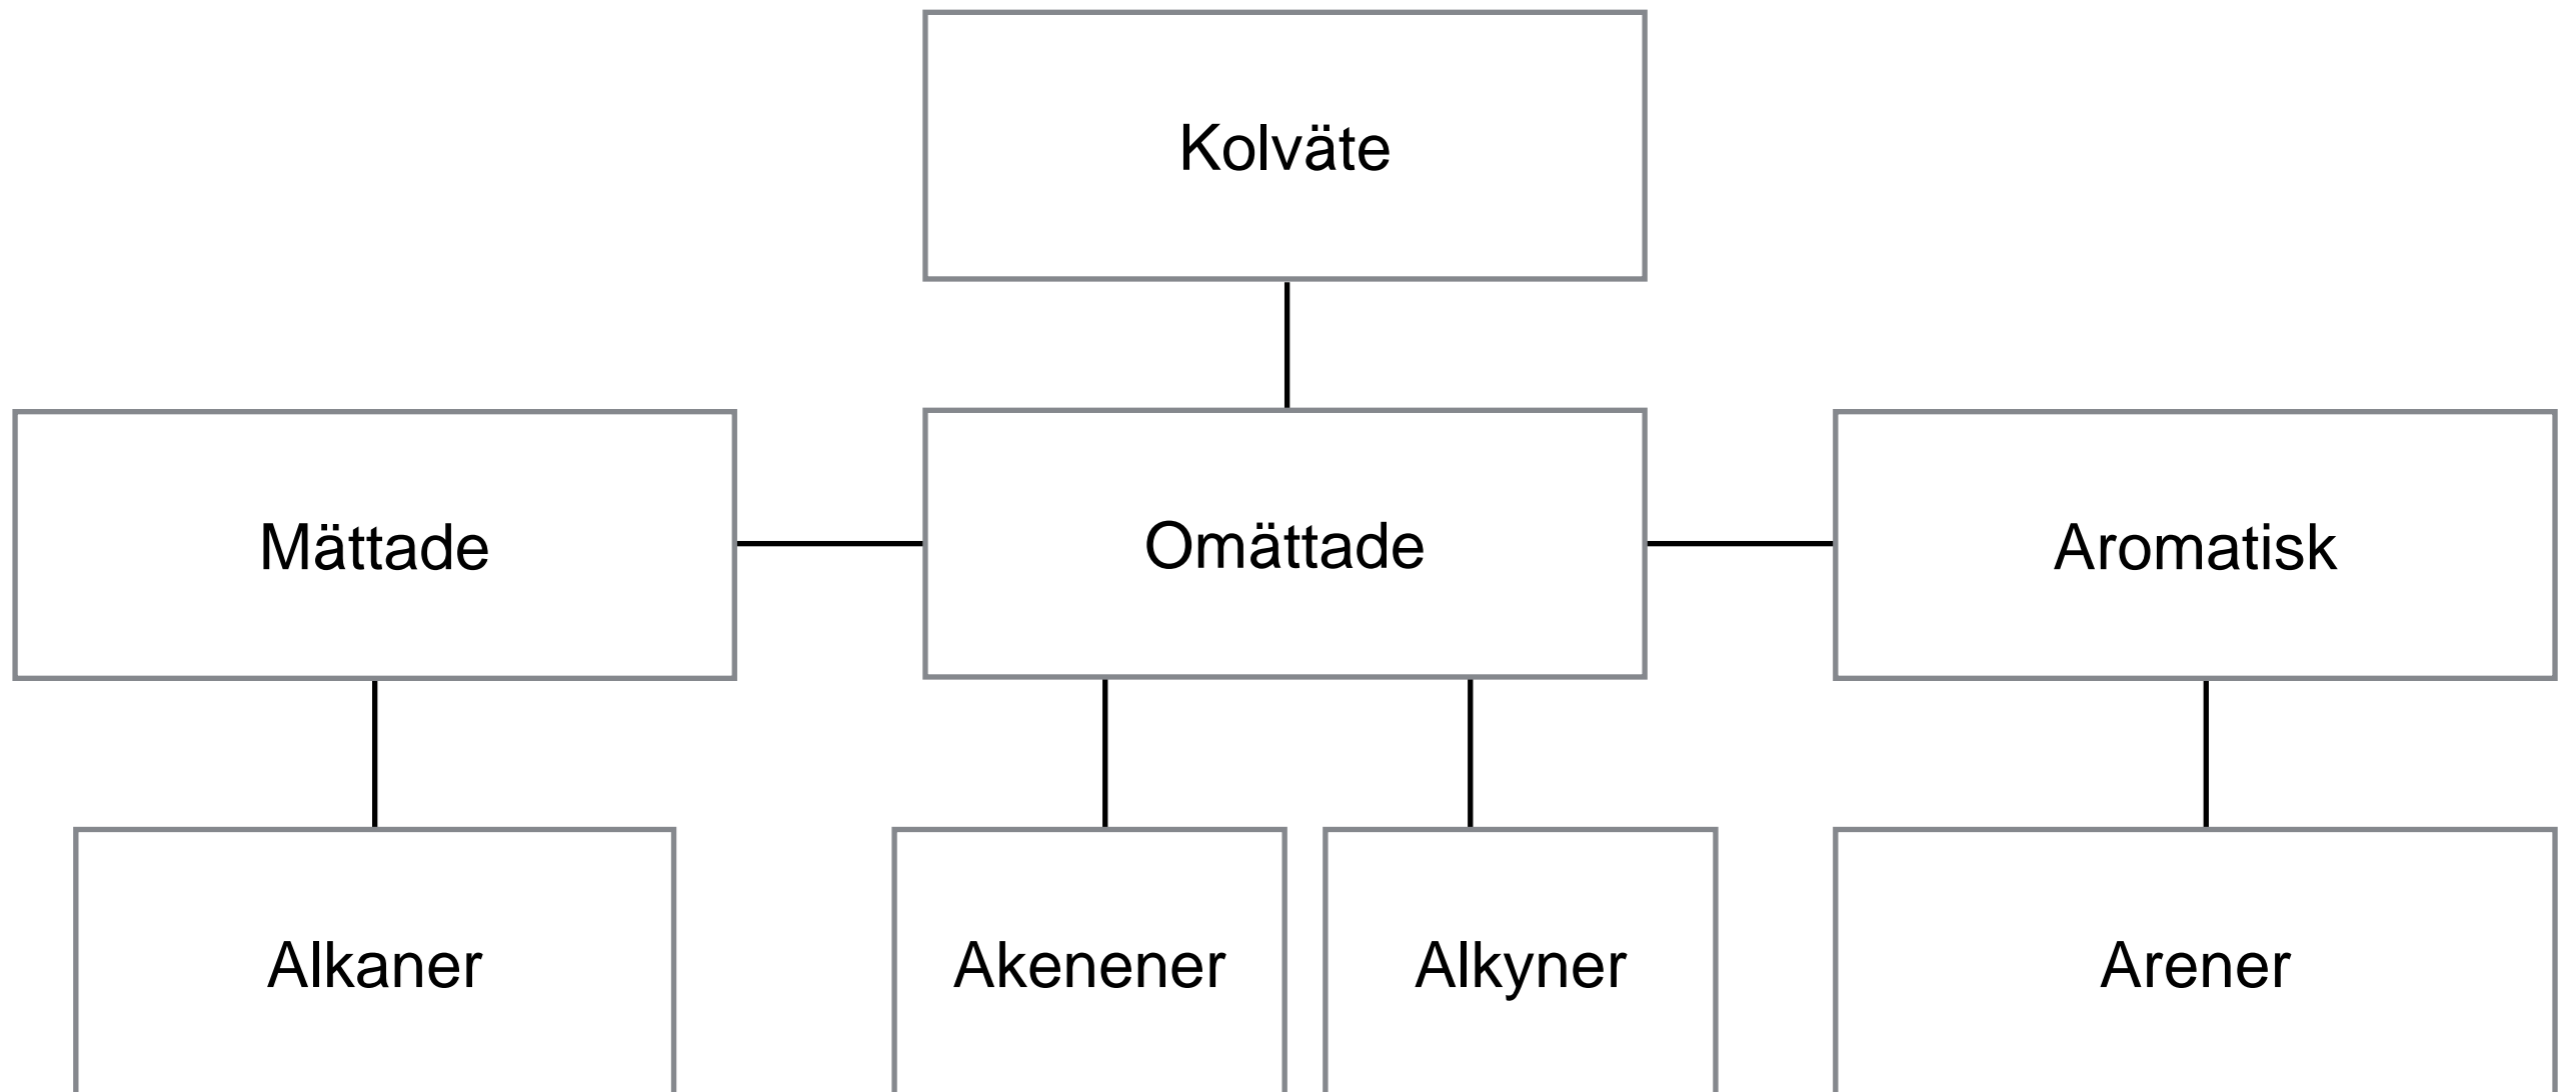 Kolväte
Mättade
Omättade
Aromatisk
Alkaner
Akenener
Alkyner
Arener